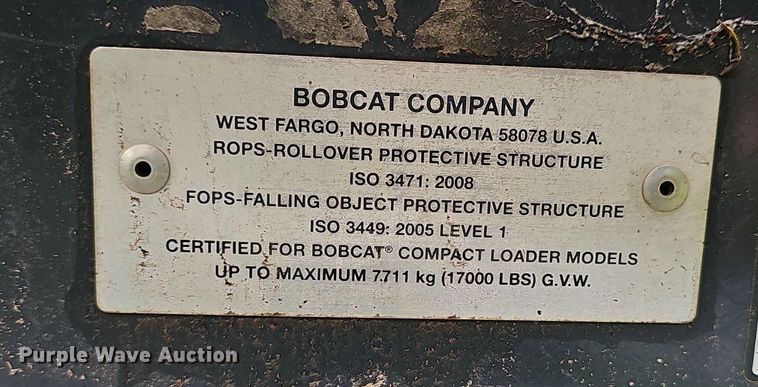 BOBCAT COMPANY
WEST FARGO, NORTH DAKOTA 58078 U.S.A.
ROPS-ROLLOVER PROTECTIVE STRUCTURE
ISO 3471: 2008
FOPS-FALLING OBJECT PROTECTIVE STRUCTURE
ISO 3449: 2005 LEVEL 1
CERTIFIED FOR BOBCAT® COMPACT LOADER MODELS
UP TO MAXIMUM 7711 kg (17000 LBS) G.V.W.
Purple Wave Auction